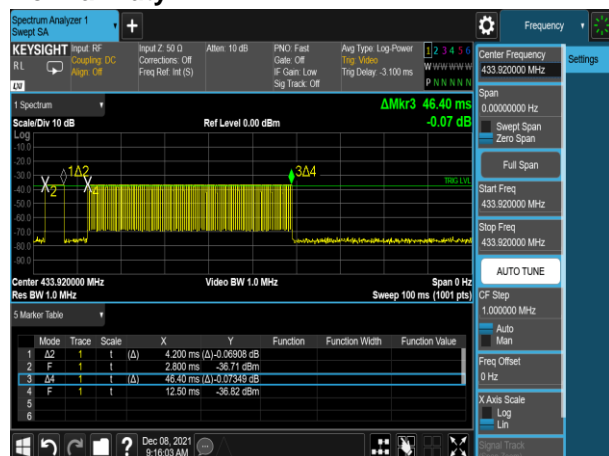 Spectrum Analyzer 1
Swept SA
+
Frequency
KEYSIGHT
RL
LXI
Input: RF
Coupling: DC
Align: Off
Input Z: 50 Ω
Corrections: Off
Freq Ref: Int (S)
Atten: 10 dB
PNO: Fast
Gate: Off
IF Gain: Low
Sig Track: Off
Avg Type: Log-Power
Trig: Video
Trig Delay: -3.100 ms
1 2 3 4 5 6
W W W W W W
P N N N N N
Center Frequency
433.920000 MHz
Settings
Span
0.00000000 Hz
Swept Span
Zero Span
Full Span
Start Freq
433.920000 MHz
Stop Freq
433.920000 MHz
AUTO TUNE
CF Step
1.000000 MHz
Auto
Man
Freq Offset
0 Hz
X Axis Scale
Log
Lin
Signal Track
1 Spectrum
ΔMkr3 46.40 ms
-0.07 dB
Scale/Div 10 dB
Ref Level 0.00 dBm
Log
-10.0
-20.0
-30.0
-40.0
-50.0
-60.0
-70.0
-80.0
-90.0
1Δ2
X2
X4
3Δ4
TRIG LVL
Center 433.920000 MHz
Video BW 1.0 MHz
Span 0 Hz
Res BW 1.0 MHz
Sweep 100 ms (1001 pts)
5 Marker Table
Mode Trace Scale X Y Function Function Width Function Value
1 Δ2 1 t (Δ) 4.200 ms (Δ) -0.06908 dB
2 F 1 t 2.800 ms -36.71 dBm
3 Δ4 1 t (Δ) 46.40 ms (Δ) -0.07349 dB
4 F 1 t 12.50 ms -36.82 dBm
5
6
?
Dec 08, 2021
9:16:03 AM